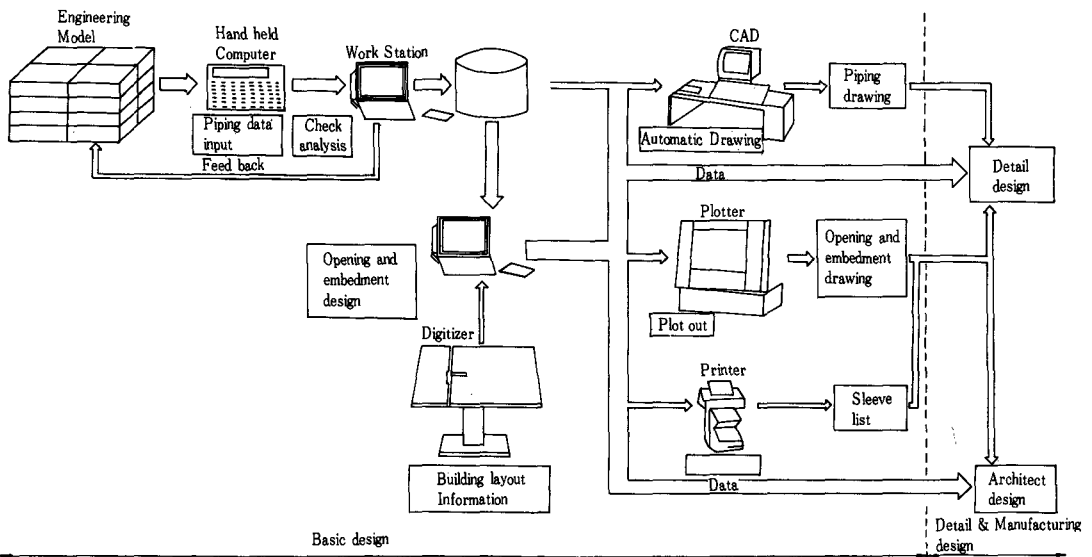 Engineering
Model
Hand held
Computer
Work Station
CAD
Piping
drawing
Piping data
input
Check
analysis
Automatic Drawing
Feed back
Data
Detail
design
Plotter
Opening and
embedment
design
Opening and
embedment
drawing
Plot out
Digitizer
Printer
Sleeve
list
Building layout
Information
Data
Architect
design
Basic design
Detail & Manufacturing
design